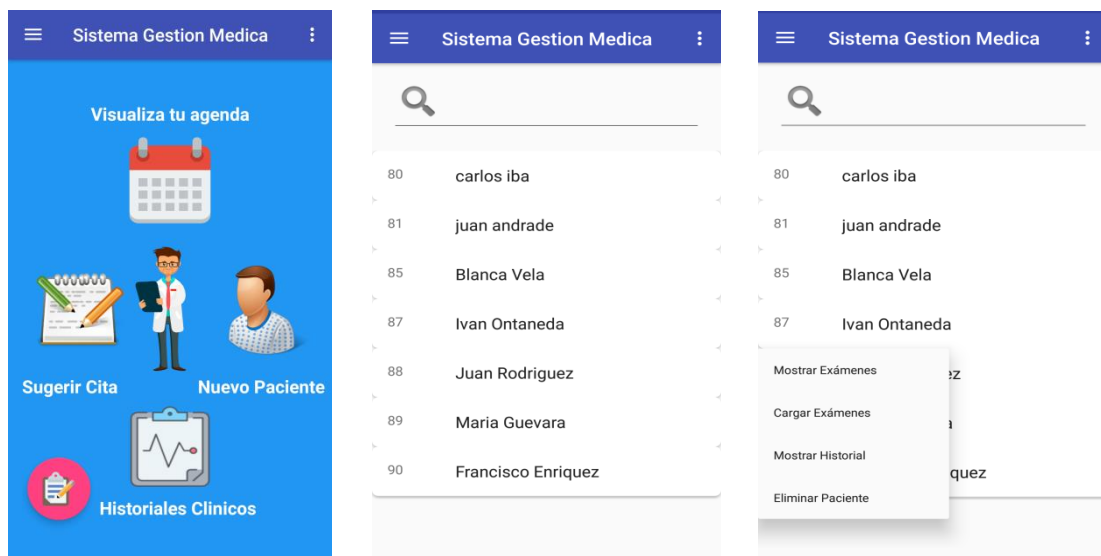 Sistema Gestion Medica
Visualiza tu agenda
Sugerir Cita
Nuevo Paciente
Historiales Clinicos
Sistema Gestion Medica
80 carlos iba
81 juan andrade
85 Blanca Vela
87 Ivan Ontaneda
88 Juan Rodriguez
89 Maria Guevara
90 Francisco Enriquez
Sistema Gestion Medica
80 carlos iba
81 juan andrade
85 Blanca Vela
87 Ivan Ontaneda
Mostrar Exámenes
ez
Cargar Exámenes
a
Mostrar Historial
quez
Eliminar Paciente